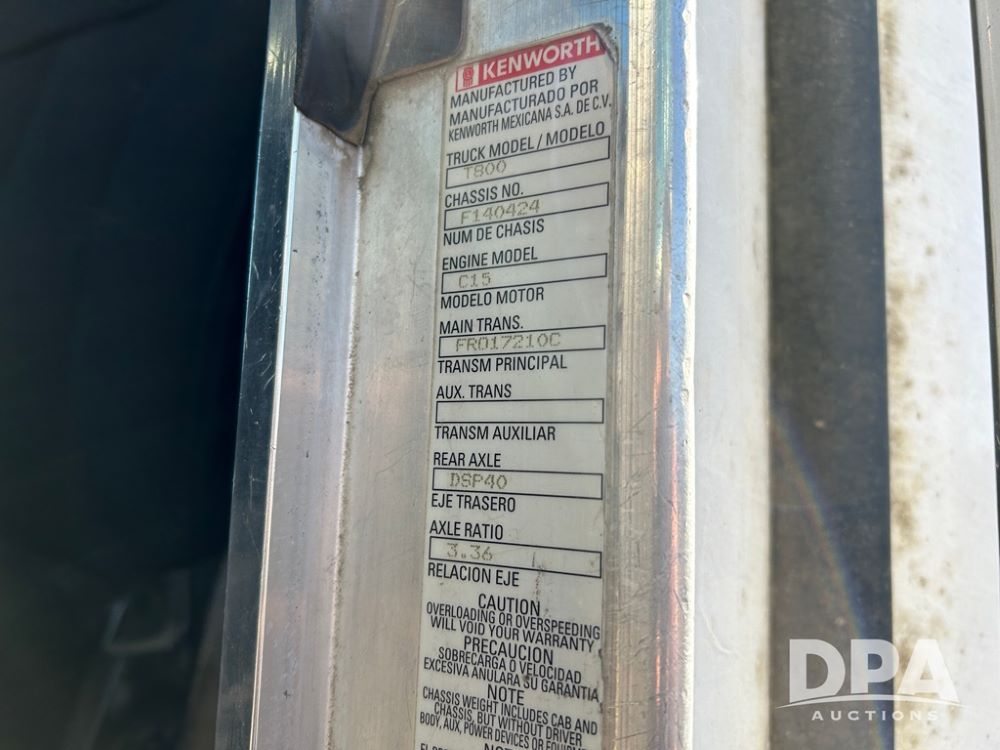 KENWORTH
MANUFACTURED BY
MANUFACTURADO POR
KENWORTH MEXICANA S.A. DE C.V.
TRUCK MODEL / MODELO
T800
CHASSIS NO.
F140424
NUM DE CHASIS
ENGINE MODEL
C15
MODELO MOTOR
MAIN TRANS.
FRO17210C
TRANSM PRINCIPAL
AUX. TRANS
TRANSM AUXILIAR
REAR AXLE
DSP40
EJE TRASERO
AXLE RATIO
3.36
RELACION EJE
CAUTION
OVERLOADING OR OVERSPEEDING
WILL VOID YOUR WARRANTY
PRECAUCION
SOBRECARGA O VELOCIDAD
EXCESIVA ANULARA SU GARANTIA
NOTE
CHASSIS WEIGHT INCLUDES CAB AND
CHASSIS, BUT WITHOUT DRIVER
BODY, AUX, POWER DEVICES OR
DPA
AUCTIONS